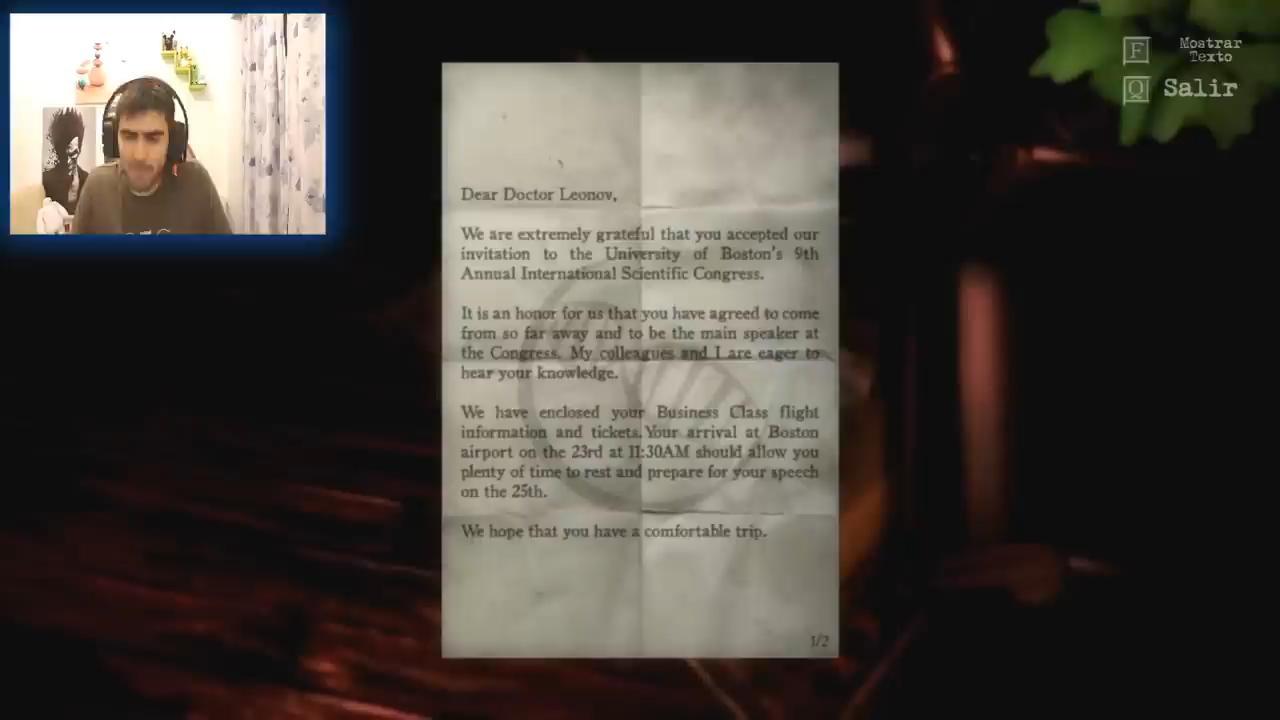 F Mostrar
Texto
Q Salir
Dear Doctor Leonov,
We are extremely grateful that you accepted our
invitation to the University of Boston's 9th
Annual International Scientific Congress.
It is an honor for us that you have agreed to come
from so far away and to be the main speaker at
the Congress. My colleagues and I are eager to
hear your knowledge.
We have enclosed your Business Class flight
information and tickets. Your arrival at Boston
airport on the 23rd at 11:30AM should allow you
plenty of time to rest and prepare for your speech
on the 25th.
We hope that you have a comfortable trip.
1/2